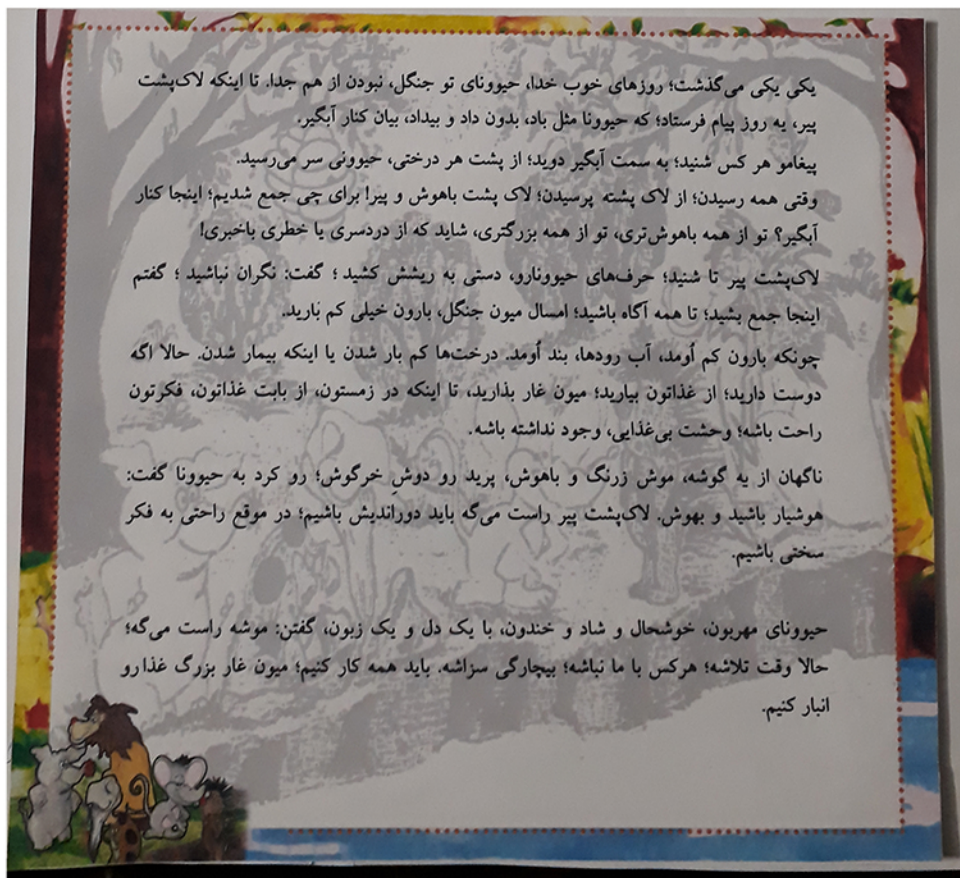 یکی یکی می‌گذشت؛ روزهای خوب خدا، حیوونای تو جنگل، نبودن از هم جدا. تا اینکه لاک‌پشت
پیر، یه روز پیام فرستاد؛ که حیوونا مثل باد، بدون داد و بیداد، بیان کنار آبگیر.
پیغامو هر کس شنید؛ به سمت آبگیر دوید؛ از پشت هر درختی، حیوونی سر می‌رسید.
وقتی همه رسیدن؛ از لاک پشته پرسیدن؛ لاک پشت باهوش و پیر! برای چی جمع شدیم؛ اینجا کنار
آبگیر؟ تو از همه باهوش‌تری، تو از همه بزرگتری، شاید که از دردسری یا خطری باخبری!
لاک‌پشت پیر تا شنید؛ حرف‌های حیوونارو، دستی به ریشش کشید ؛ گفت: نگران نباشید ؛ گفتم
اینجا جمع بشید؛ تا همه آگاه باشید؛ امسال میون جنگل، بارون خیلی کم بَارید.
چونکه بارون کم اُومد، آب رودها، بند اُومد. درخت‌ها کم بار شدن یا اینکه بیمار شدن. حالا اگه
دوست دارید؛ از غذاتون بیارید؛ میون غار بذارید، تا اینکه در زمستون، از بابت غذاتون، فکرتون
راحت باشه؛ وحشت بی‌غذایی، وجود نداشته باشه.
ناگهان از یه گوشه، موش زرنگ و باهوش، پرید رو دوشِ خرگوش؛ رو کرد به حیوونا گفت:
هوشیار باشید و بهوش. لاک‌پشت پیر راست می‌گه باید دوراندیش باشیم؛ در موقع راحتی به فکر
سختی باشیم.
حیوونای مهربون، خوشحال و شاد و خندون، با یک دل و یک زبون، گفتن: موشه راست می‌گه؛
حالا وقت تلاشه؛ هرکس با ما نباشه؛ بیچارگی سزاشه. باید همه کار کنیم؛ میون غار بزرگ غذارو
انبار کنیم.